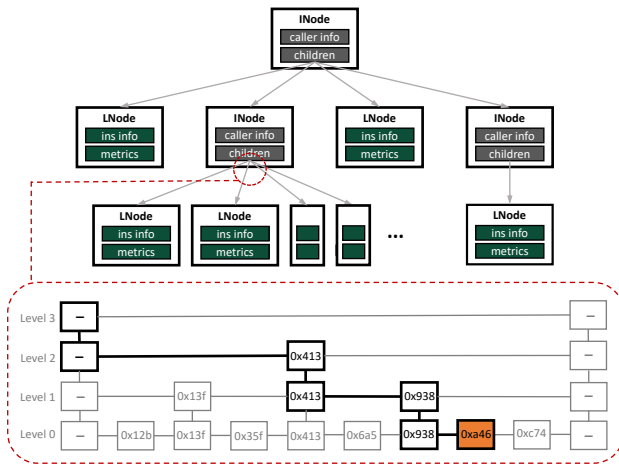 INode
caller info
children
LNode
ins info
metrics
INode
caller info
children
LNode
ins info
metrics
INode
caller info
children
LNode
ins info
metrics
LNode
ins info
metrics
...
LNode
ins info
metrics
Level 3 – –
Level 2 – 0x413 –
Level 1 – 0x13f 0x413 0x938 –
Level 0 – 0x12b 0x13f 0x35f 0x413 0x6a5 0x938 0xa46 0xc74 –